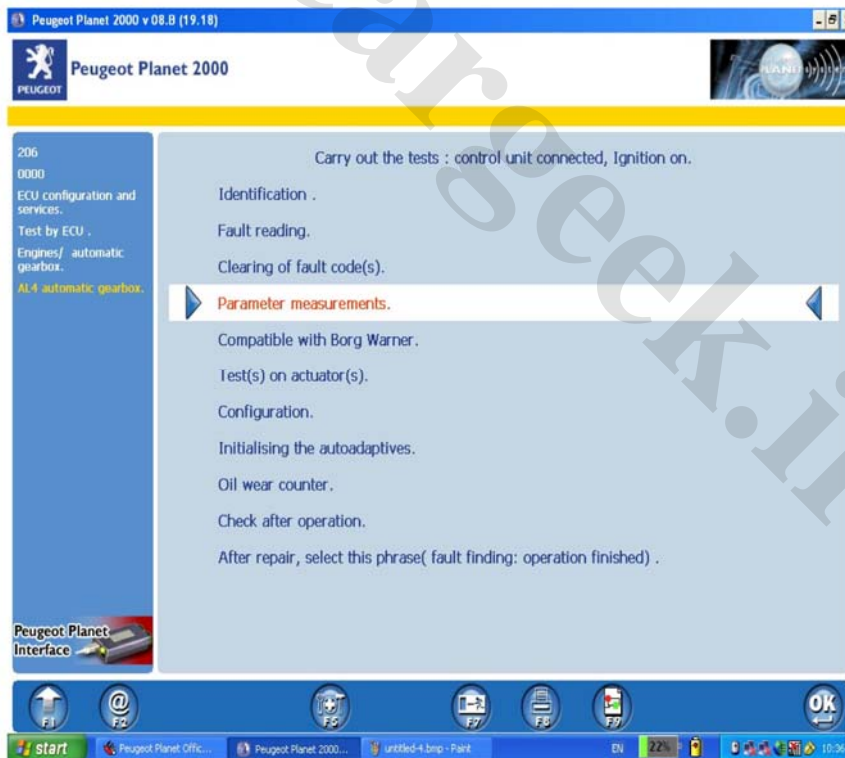 Peugeot Planet 2000 v 08.B (19.18)
PEUGEOT
Peugeot Planet 2000
PLANET
206
0000
ECU configuration and
services.
Test by ECU .
Engines/ automatic
gearbox.
AL4 automatic gearbox.
Carry out the tests : control unit connected, Ignition on.
Identification .
Fault reading.
Clearing of fault code(s).
Parameter measurements.
Compatible with Borg Warner.
Test(s) on actuator(s).
Configuration.
Initialising the autoadaptives.
Oil wear counter.
Check after operation.
After repair, select this phrase( fault finding: operation finished) .
Peugeot Planet
Interface
F1 @ F2 F5 F7 F8 F9 OK
start Peugeot Planet Offic... Peugeot Planet 2000... untitled-4.bmp - Paint EN 22% 10:36
argeek.ir